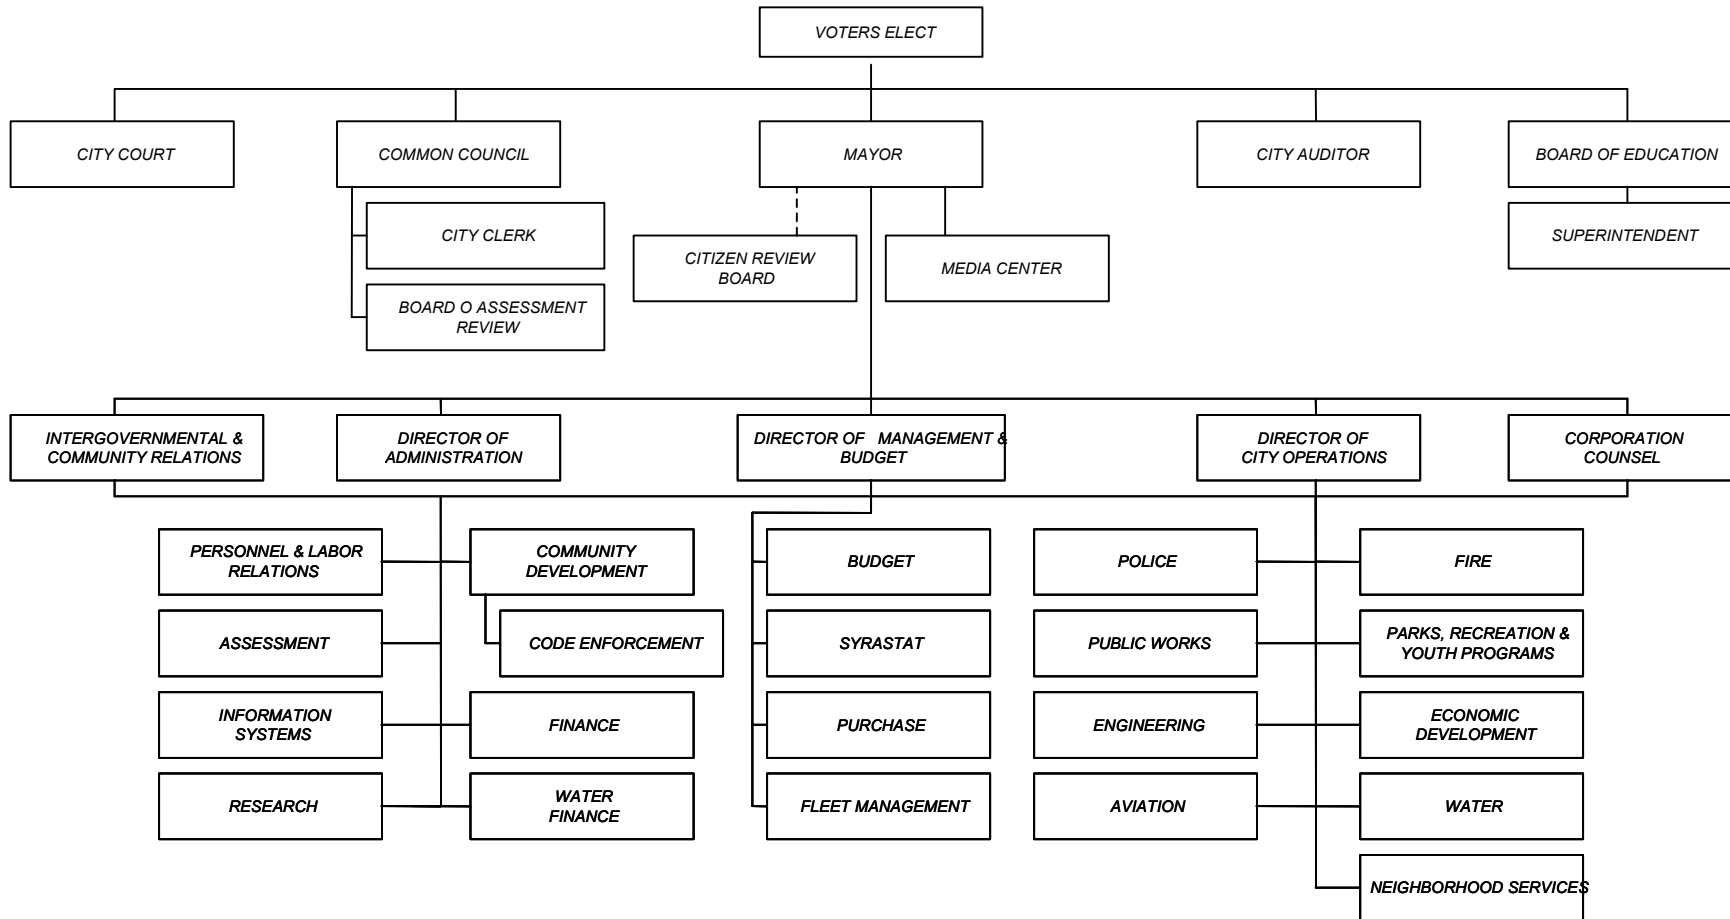 VOTERS ELECT
CITY COURT
COMMON COUNCIL
MAYOR
CITY AUDITOR
BOARD OF EDUCATION
CITY CLERK
BOARD O ASSESSMENT
REVIEW
CITIZEN REVIEW
BOARD
MEDIA CENTER
SUPERINTENDENT
INTERGOVERNMENTAL &
COMMUNITY RELATIONS
DIRECTOR OF
ADMINISTRATION
DIRECTOR OF MANAGEMENT &
BUDGET
DIRECTOR OF
CITY OPERATIONS
CORPORATION
COUNSEL
PERSONNEL & LABOR
RELATIONS
COMMUNITY
DEVELOPMENT
BUDGET
POLICE
FIRE
ASSESSMENT
CODE ENFORCEMENT
SYRASTAT
PUBLIC WORKS
PARKS, RECREATION &
YOUTH PROGRAMS
INFORMATION
SYSTEMS
FINANCE
PURCHASE
ENGINEERING
ECONOMIC
DEVELOPMENT
RESEARCH
WATER
FINANCE
FLEET MANAGEMENT
AVIATION
WATER
NEIGHBORHOOD SERVICES